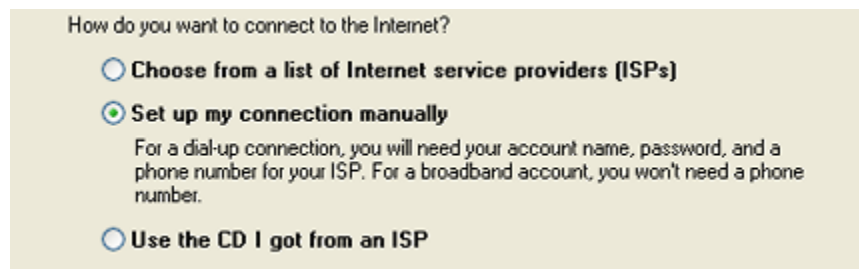 How do you want to connect to the Internet?
Choose from a list of Internet service providers (ISPs)
Set up my connection manually
For a dial-up connection, you will need your account name, password, and a
phone number for your ISP. For a broadband account, you won't need a phone
number.
Use the CD I got from an ISP